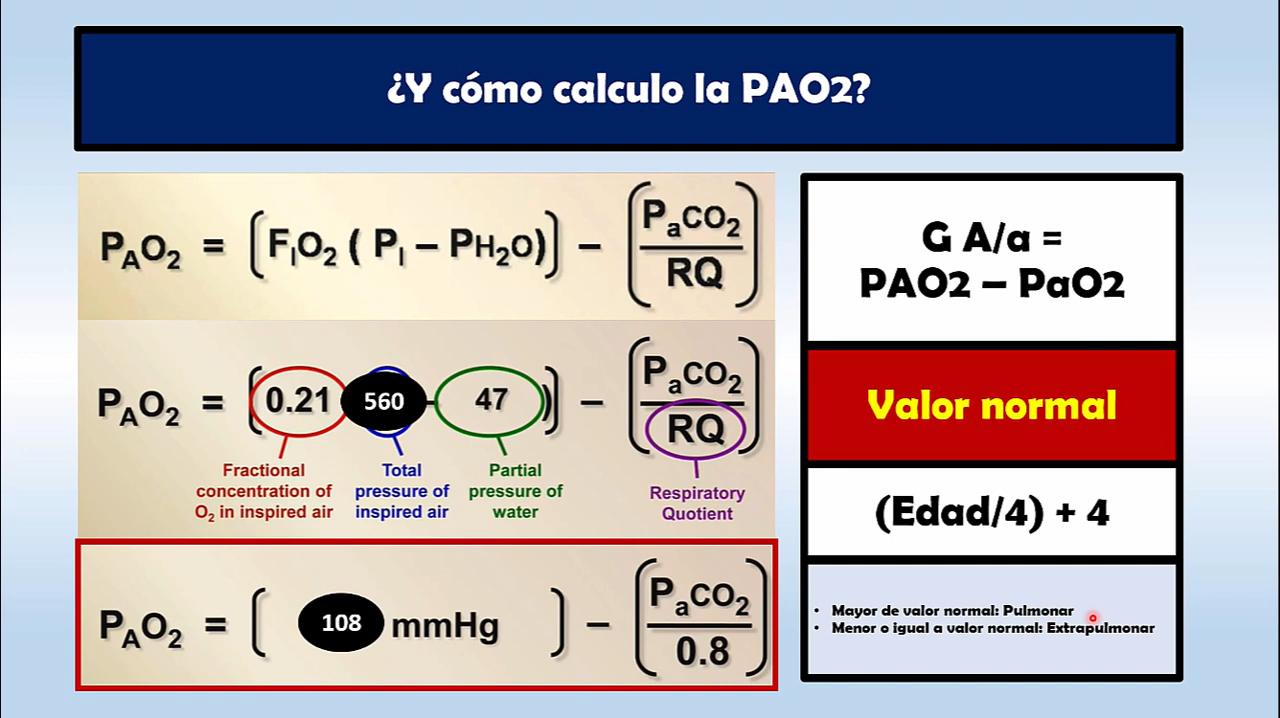 ¿Y cómo calculo la PAO2?
PAO2 = [FIO2 ( PI – PH2O)] – (PaCO2
RQ)
PAO2 = [0.21 560 - 47 )] – (PaCO2
RQ)
Fractional
concentration of
O2 in inspired air
Total
pressure of
inspired air
Partial
pressure of
water
Respiratory
Quotient
PAO2 = [ 108 mmHg ] – (PaCO2
0.8)
G A/a =
PAO2 – PaO2
Valor normal
(Edad/4) + 4
• Mayor de valor normal: Pulmonar
• Menor o igual a valor normal: Extrapulmonar